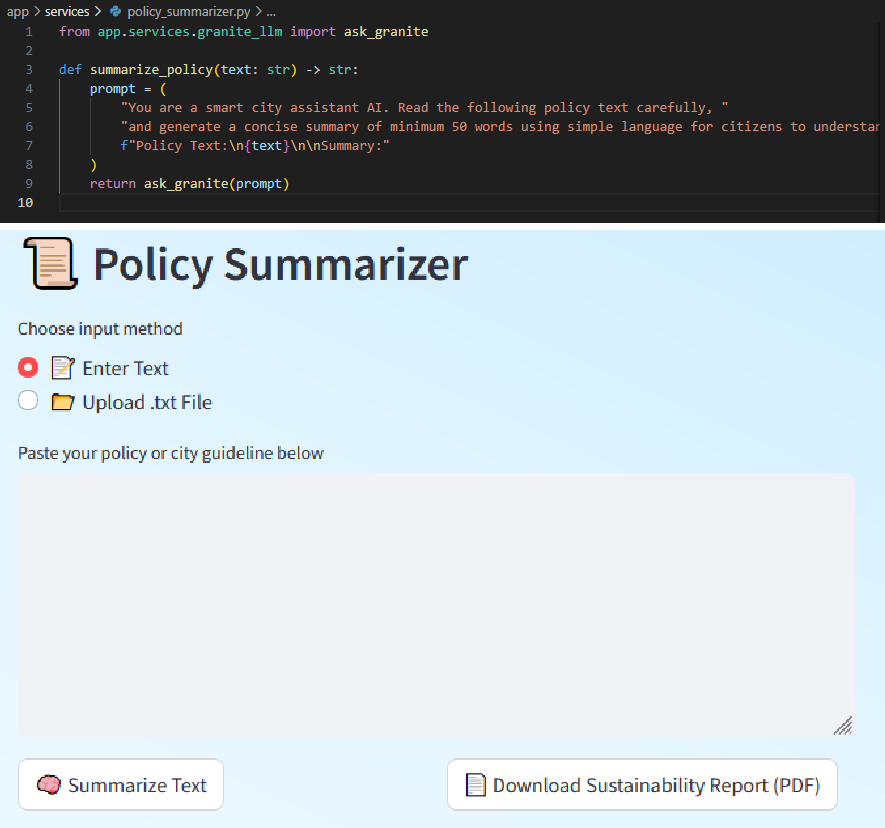 app > services > policy_summarizer.py > ...
1 from app.services.granite_llm import ask_granite
2
3 def summarize_policy(text: str) -> str:
4 prompt = (
5 "You are a smart city assistant AI. Read the following policy text carefully, "
6 "and generate a concise summary of minimum 50 words using simple language for citizens to
7 f"Policy Text:\n{text}\n\nSummary:"
8 )
9 return ask_granite(prompt)
10
Policy Summarizer
Choose input method
Enter Text
Upload .txt File
Paste your policy or city guideline below
Summarize Text
Download Sustainability Report (PDF)